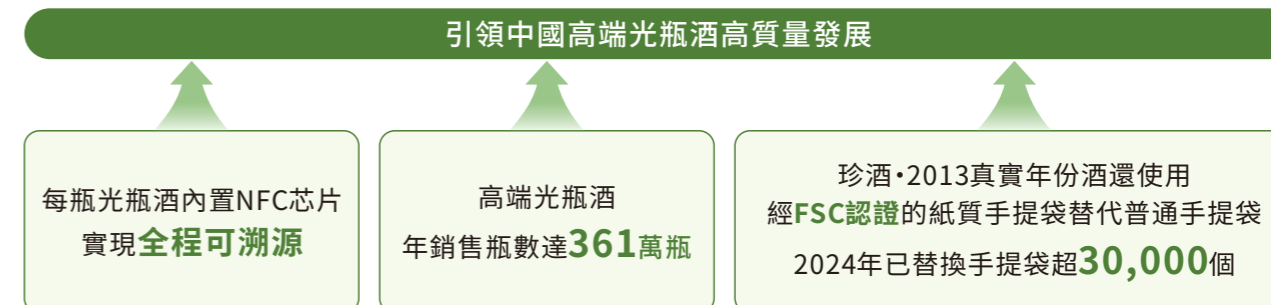 引領中國高端光瓶酒高質量發展
每瓶光瓶酒內置NFC芯片
實現全程可溯源
高端光瓶酒
年銷售瓶數達361萬瓶
珍酒•2013真實年份酒還使用
經FSC認證的紙質手提袋替代普通手提袋
2024年已替換手提袋超30,000個